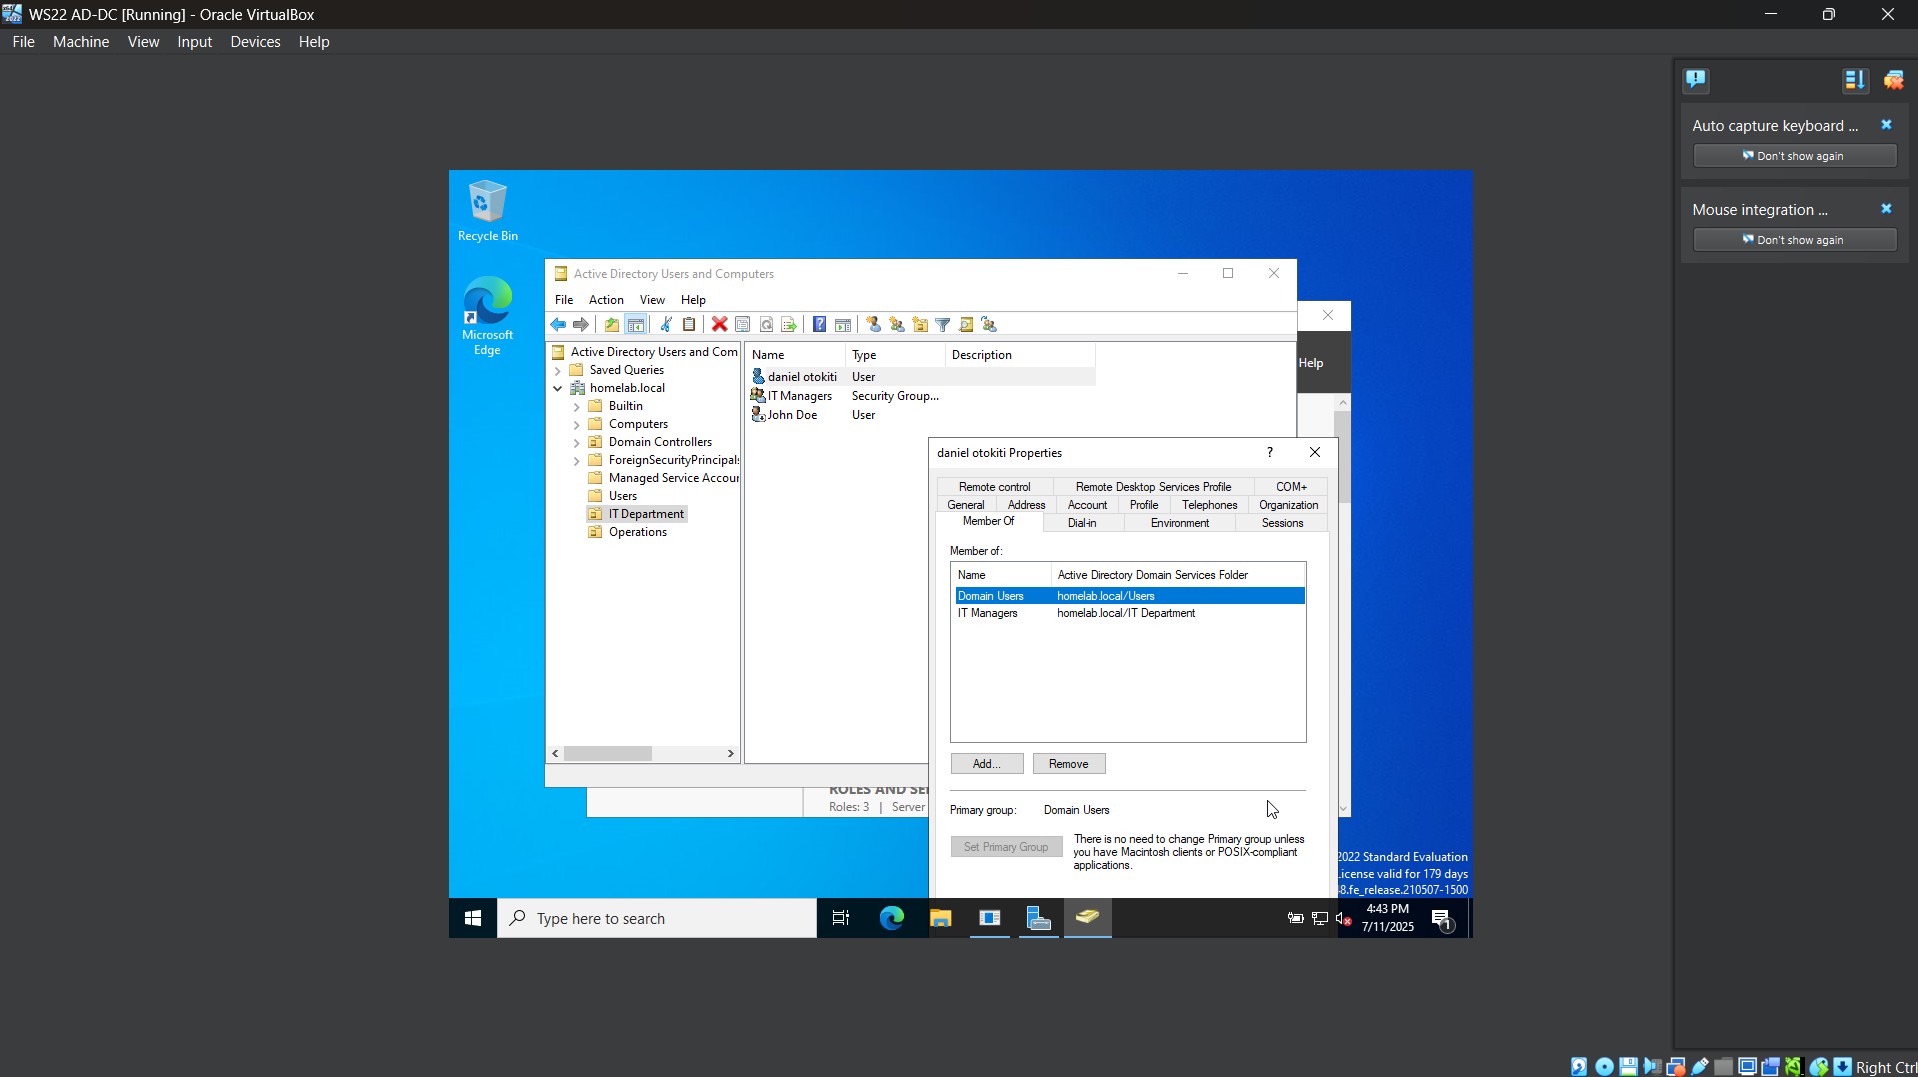 WS22 AD-DC [Running] - Oracle VirtualBox
File Machine View Input Devices Help
Auto capture keyboard ...
Don't show again
Mouse integration ...
Don't show again
Recycle Bin
Microsoft
Edge
Active Directory Users and Computers
File Action View Help
Active Directory Users and Com
Saved Queries
homelab.local
Builtin
Computers
Domain Controllers
ForeignSecurityPrincipals
Managed Service Accou
Users
IT Department
Operations
Name Type Description
daniel otokiti User
IT Managers Security Group...
John Doe User
Help
daniel otokiti Properties
?
Remote control Remote Desktop Services Profile COM+
General Address Account Profile Telephones Organization
Member Of Dial-in Environment Sessions
Member of:
Name Active Directory Domain Services Folder
Domain Users homelab.local/Users
IT Managers homelab.local/IT Department
Add... Remove
Primary group: Domain Users
Set Primary Group
There is no need to change Primary group unless
you have Macintosh clients or POSIX-compliant
applications.
ROLES AND SE
Roles: 3 | Server
2022 Standard Evaluation
License valid for 179 days
8.fe_release.210507-1500
Type here to search
4:43 PM
7/11/2025
1
Right Ctrl